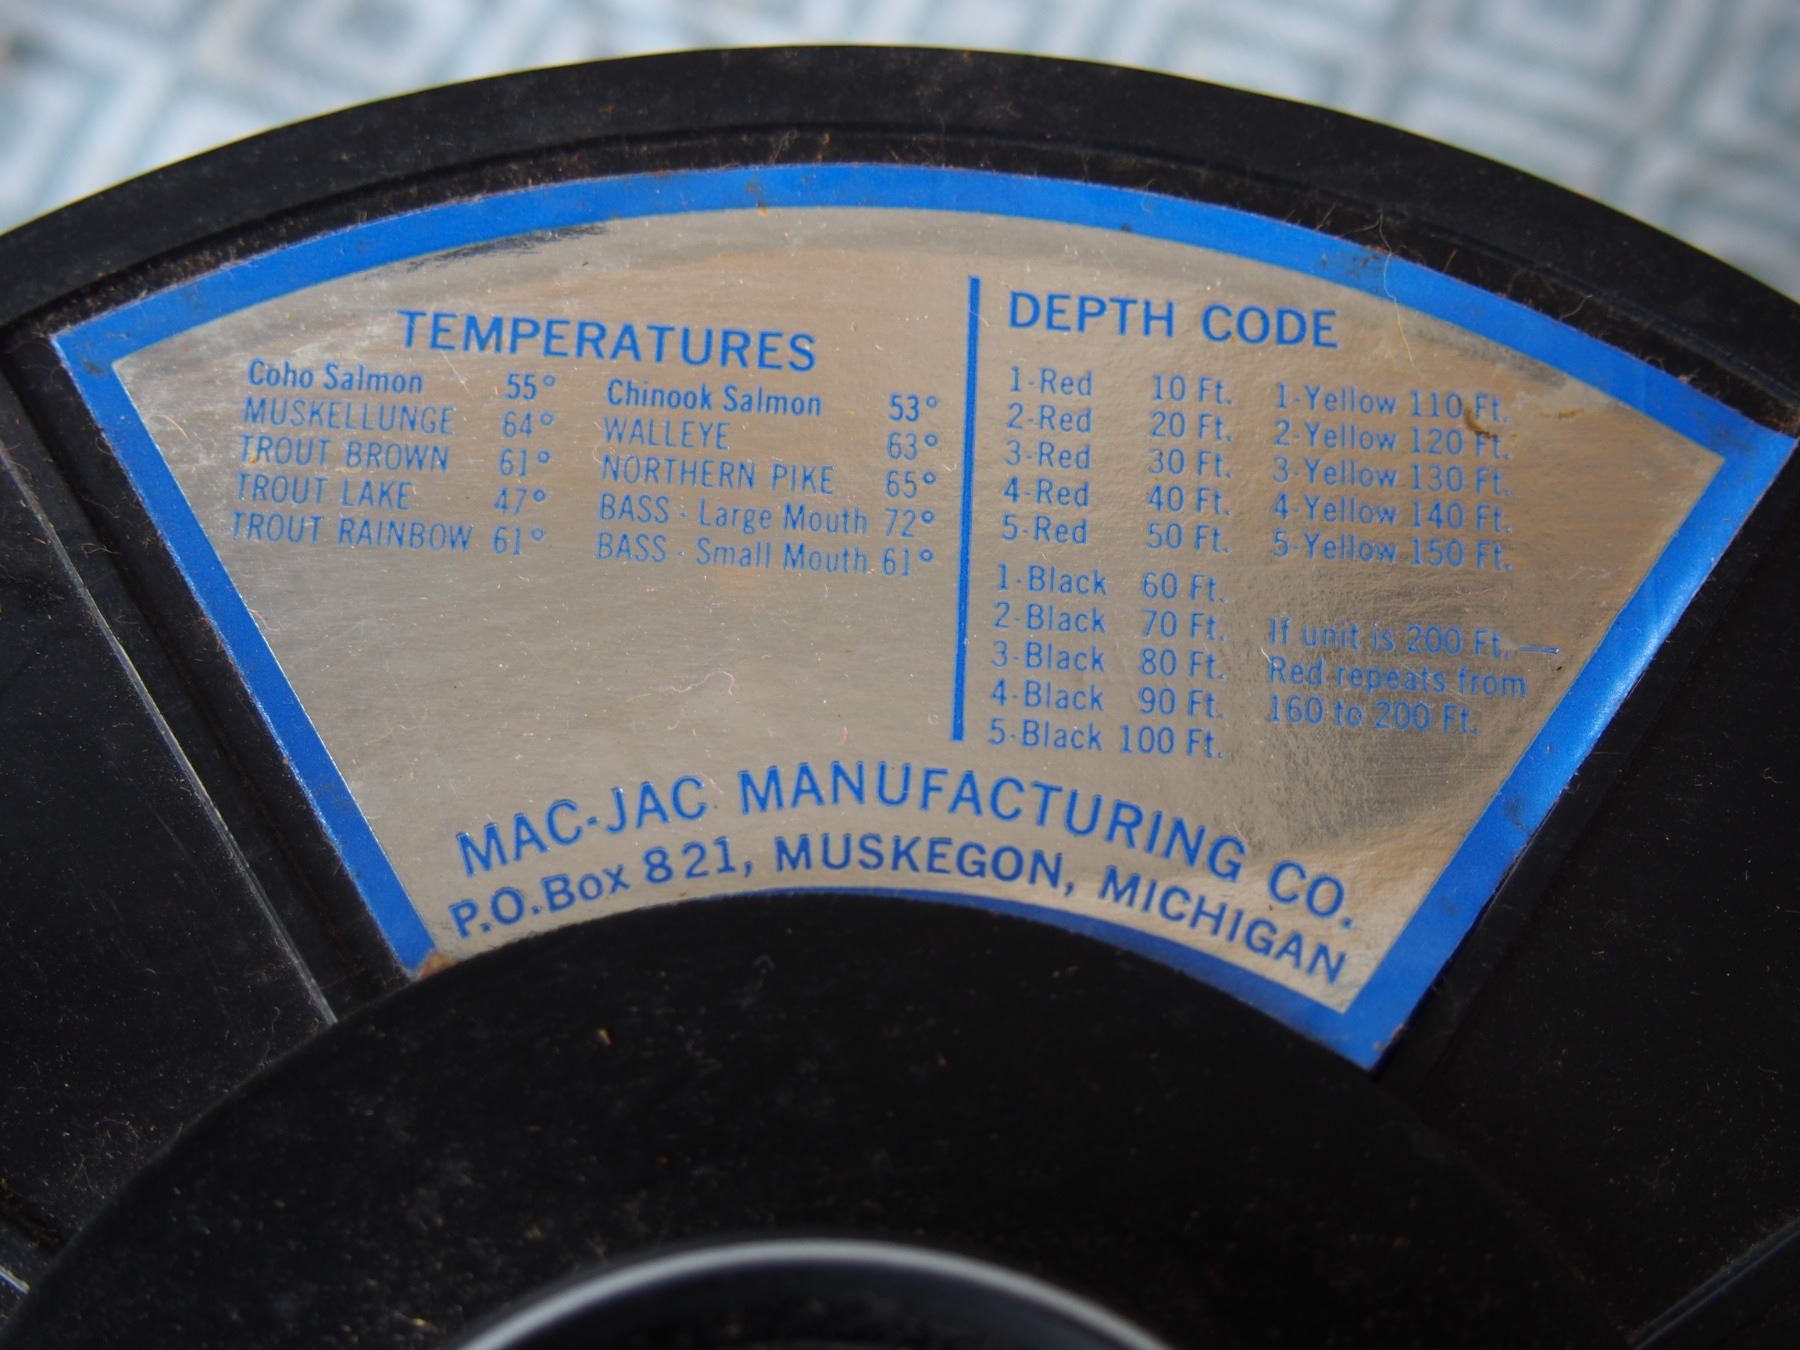 TEMPERATURES
Coho Salmon 55°
MUSKELLUNGE 64°
TROUT BROWN 61°
TROUT LAKE 47°
TROUT RAINBOW 61°
Chinook Salmon 53°
WALLEYE 63°
NORTHERN PIKE 65°
BASS - Large Mouth 72°
BASS - Small Mouth 61°
DEPTH CODE
1-Red 10 Ft.
2-Red 20 Ft.
3-Red 30 Ft.
4-Red 40 Ft.
5-Red 50 Ft.
1-Black 60 Ft.
2-Black 70 Ft.
3-Black 80 Ft.
4-Black 90 Ft.
5-Black 100 Ft.
1-Yellow 110 Ft.
2-Yellow 120 Ft.
3-Yellow 130 Ft.
4-Yellow 140 Ft.
5-Yellow 150 Ft.
If unit is 200 Ft. —
Red repeats from
160 to 200 Ft.
MAC-JAC MANUFACTURING CO.
P.O. Box 821, MUSKEGON, MICHIGAN